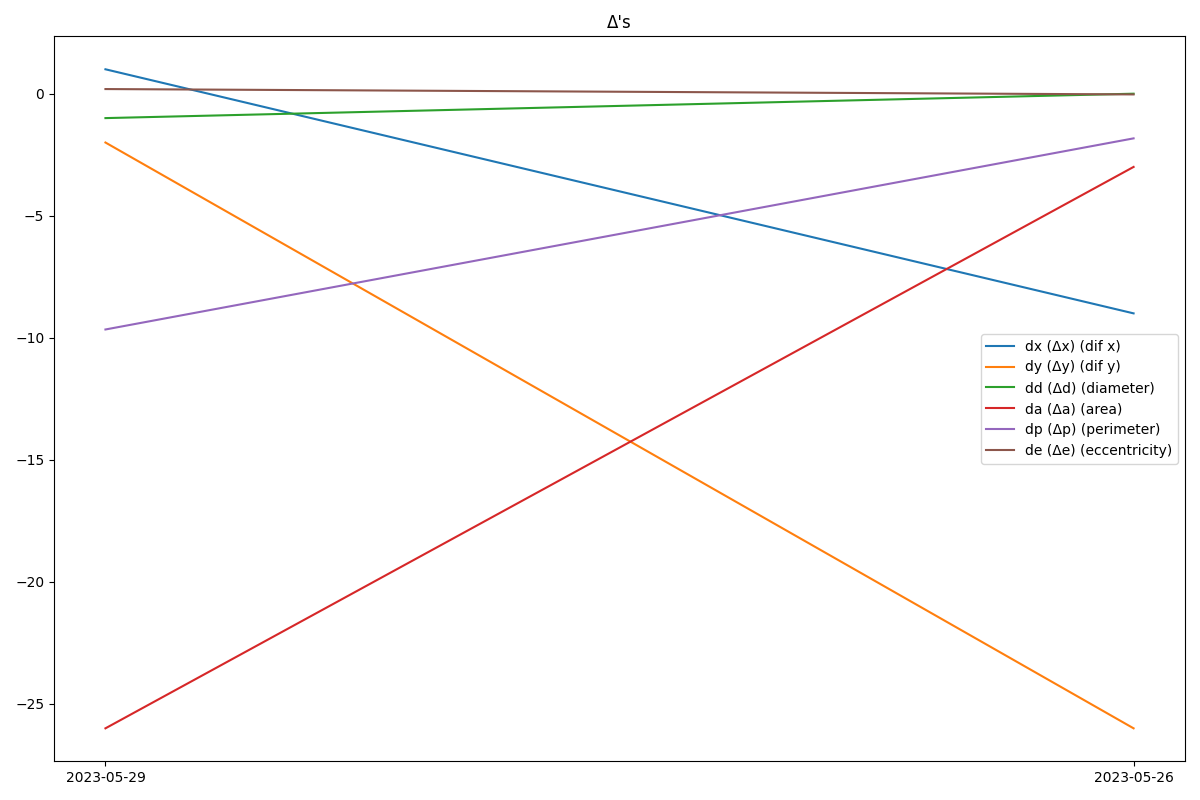 Δ's
0
−5
−10
−15
−20
−25
dx (Δx) (dif x)
dy (Δy) (dif y)
dd (Δd) (diameter)
da (Δa) (area)
dp (Δp) (perimeter)
de (Δe) (eccentricity)
2023-05-29
2023-05-26